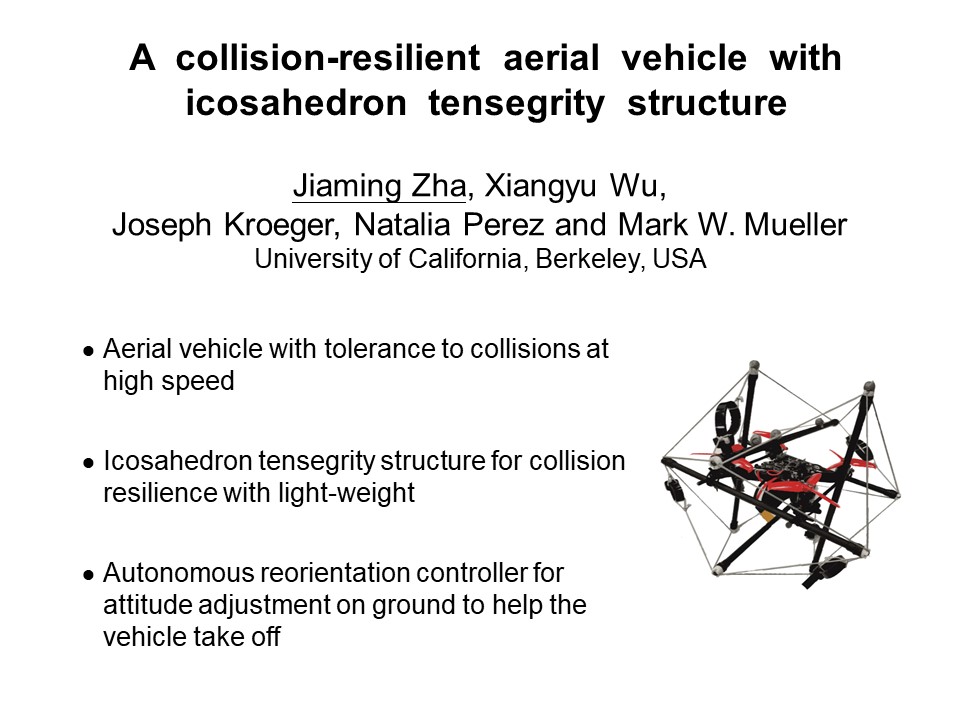 A collision-resilient aerial vehicle with
icosahedron tensegrity structure
Jiaming Zha, Xiangyu Wu,
Joseph Kroeger, Natalia Perez and Mark W. Mueller
University of California, Berkeley, USA
● Aerial vehicle with tolerance to collisions at
high speed
● Icosahedron tensegrity structure for collision
resilience with light-weight
● Autonomous reorientation controller for
attitude adjustment on ground to help the
vehicle take off